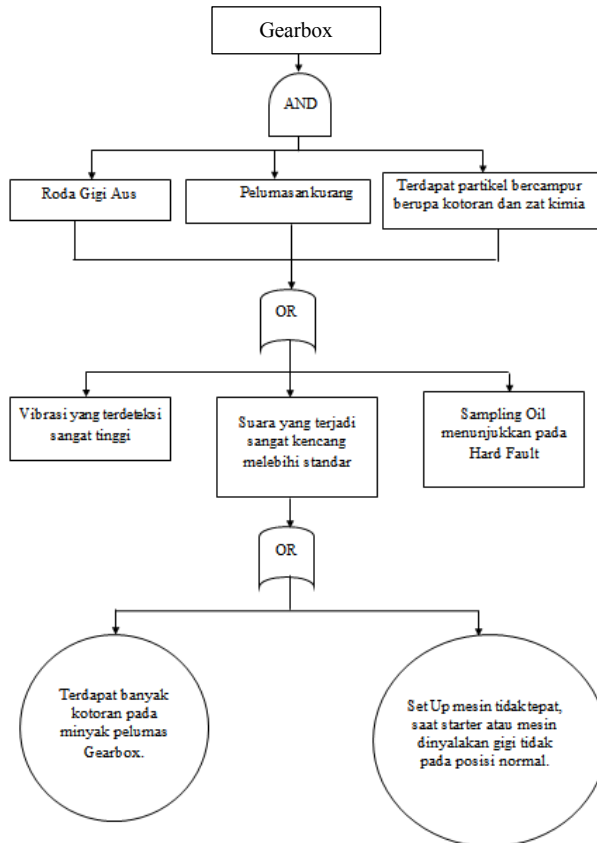 Gearbox
AND
Roda Gigi Aus
Pelumasan kurang
Terdapat partikel bercampur
berupa kotoran dan zat kimia
OR
Vibrasi yang terdeteksi
sangat tinggi
Suara yang terjadi
sangat kencang
melebihi standar
Sampling Oil
menunjukkan pada
Hard Fault
OR
Terdapat banyak
kotoran pada
minyak pelumas
Gearbox.
Set Up mesin tidak tepat,
saat starter atau mesin
dinyalakan gigi tidak
pada posisi normal.